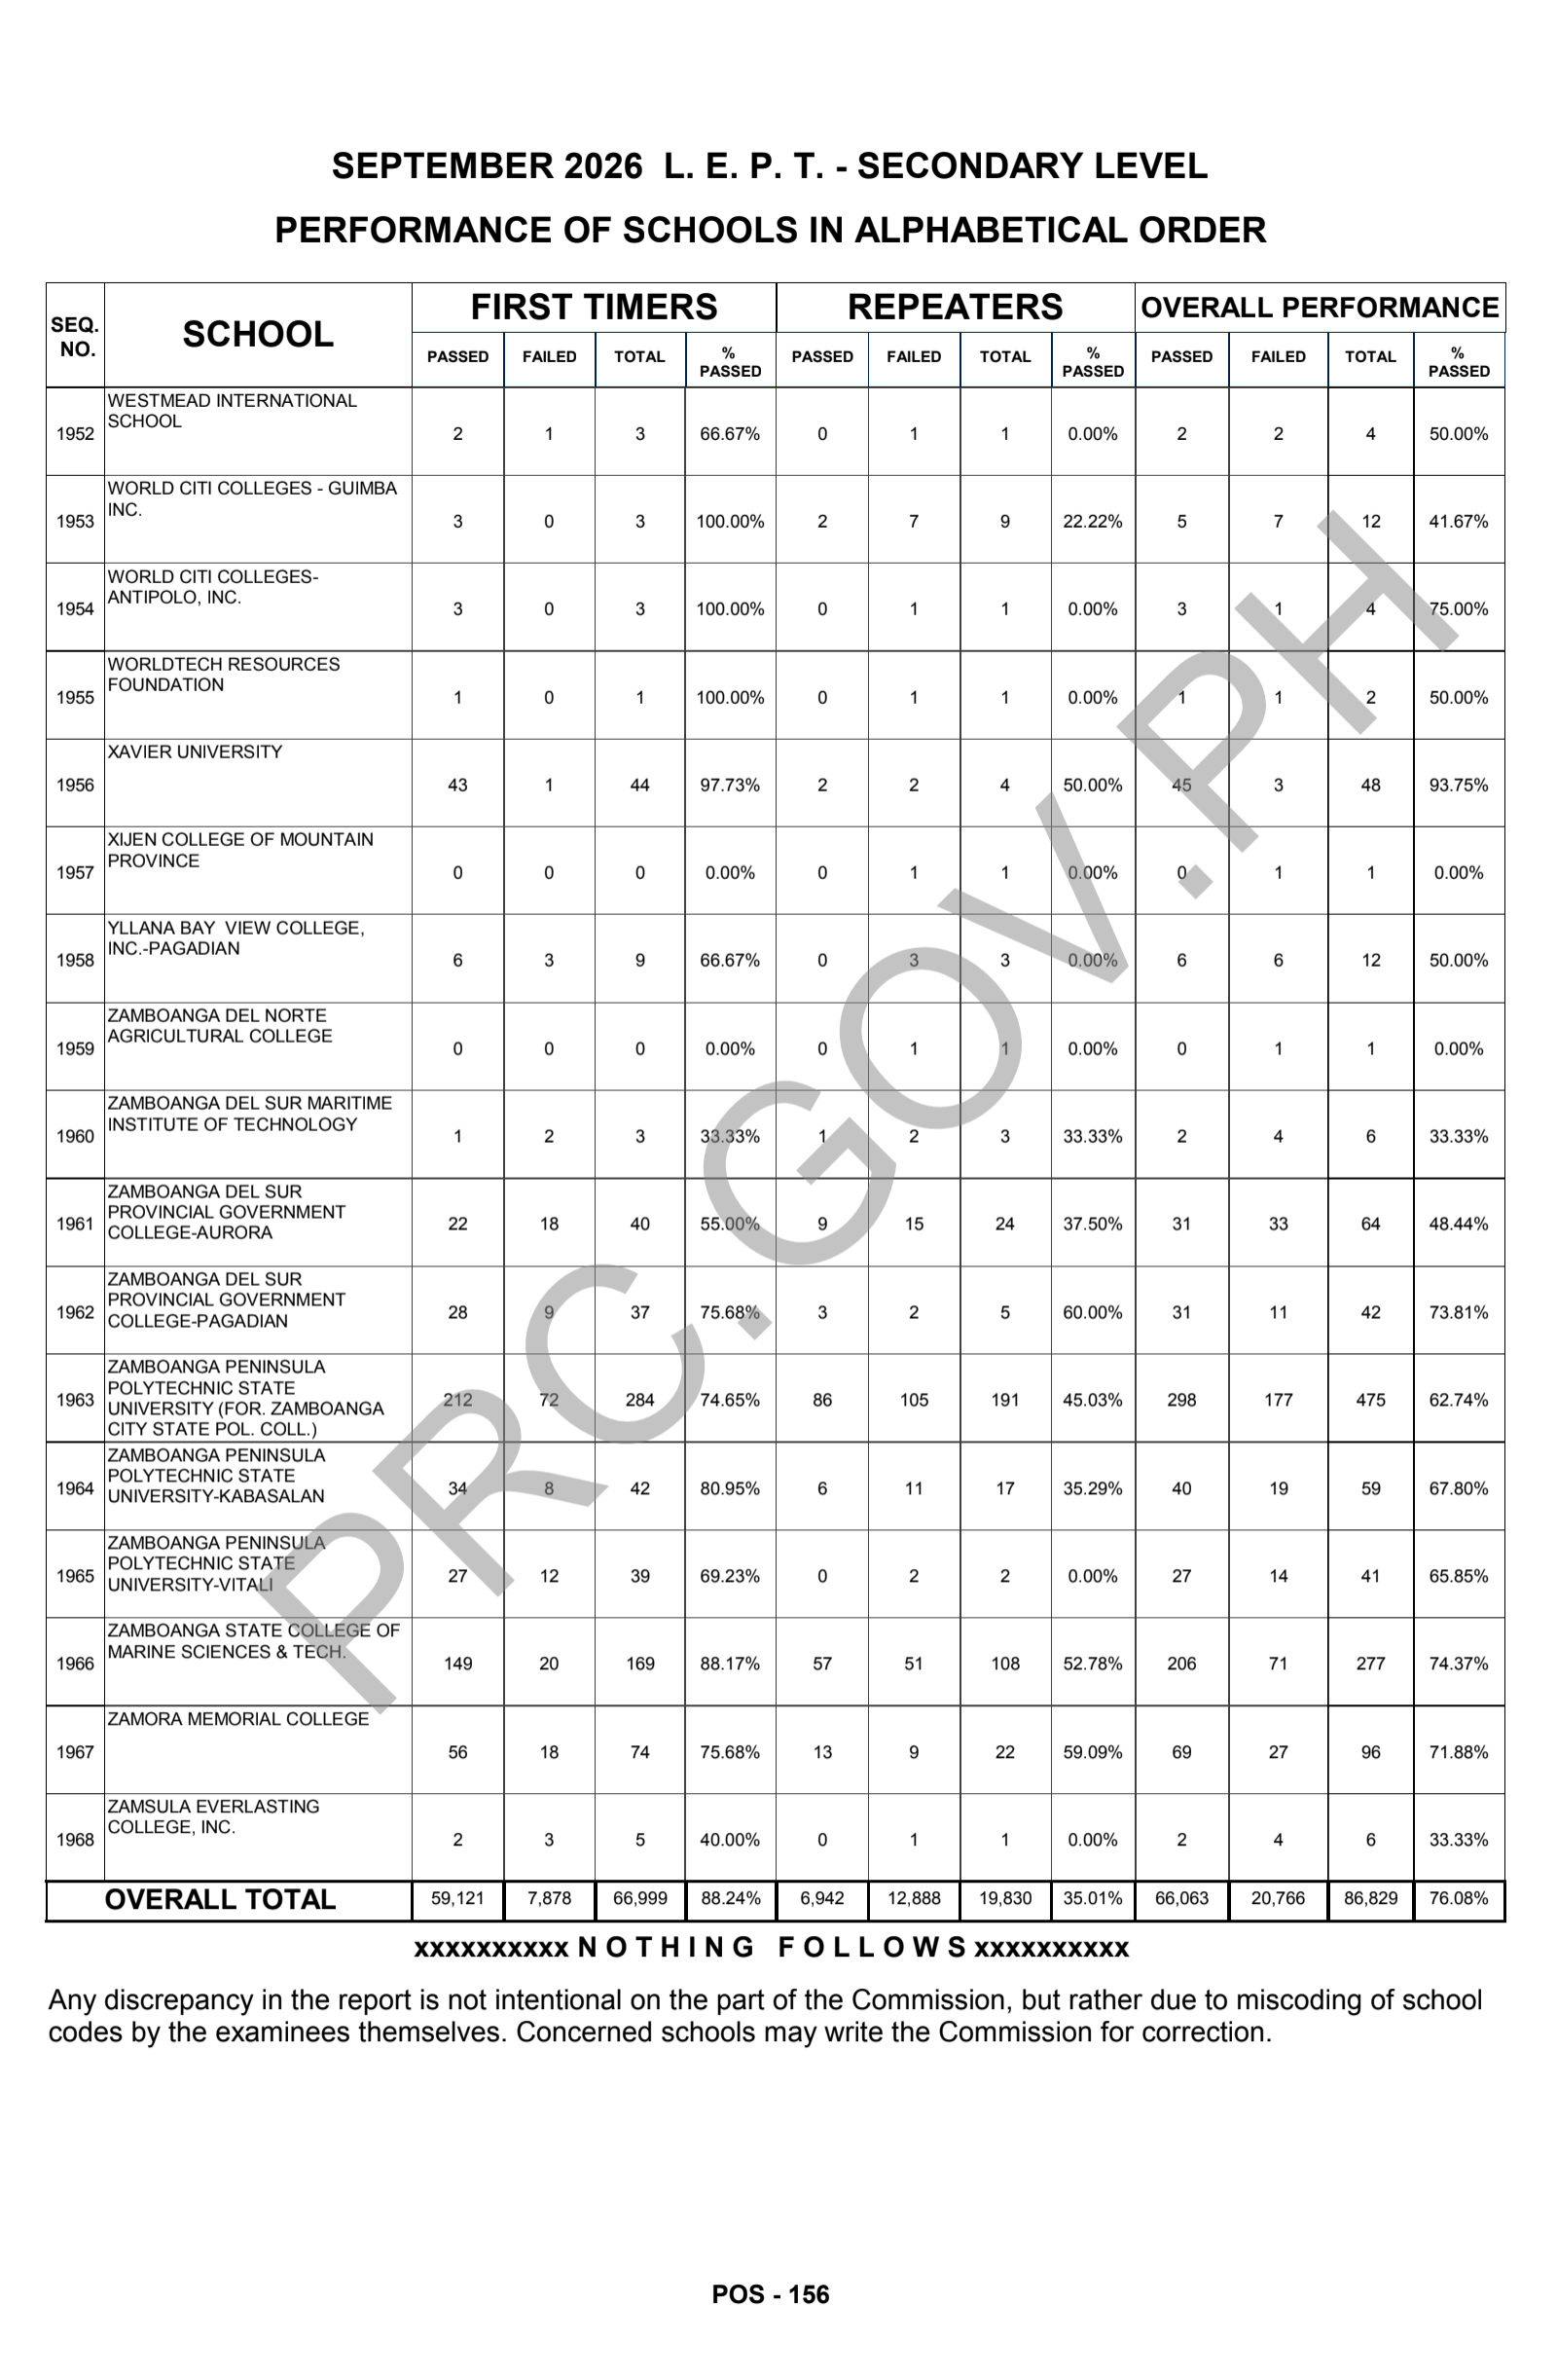 SEPTEMBER 2026  L. E. P. T. - SECONDARY LEVEL
PERFORMANCE OF SCHOOLS IN ALPHABETICAL ORDER
SEQ. NO. SCHOOL FIRST TIMERS REPEATERS OVERALL PERFORMANCE
PASSED FAILED TOTAL % PASSED PASSED FAILED TOTAL % PASSED PASSED FAILED TOTAL % PASSED
WESTMEAD INTERNATIONAL
SCHOOL
1952 2 1 3 66.67% 0 1 1 0.00% 2 2 4 50.00%
WORLD CITI COLLEGES - GUIMBA
INC.
1953 3 0 3 100.00% 2 7 9 22.22% 5 7 12 41.67%
WORLD CITI COLLEGES-
ANTIPOLO, INC.
1954 3 0 3 100.00% 0 1 1 0.00% 3 1 4 75.00%
WORLDTECH RESOURCES
FOUNDATION
1955 1 0 1 100.00% 0 1 1 0.00% 1 1 2 50.00%
XAVIER UNIVERSITY
1956 43 1 44 97.73% 2 2 4 50.00% 45 3 48 93.75%
XIJEN COLLEGE OF MOUNTAIN
PROVINCE
1957 0 0 0 0.00% 0 1 1 0.00% 0 1 1 0.00%
YLLANA BAY  VIEW COLLEGE,
INC.-PAGADIAN
1958 6 3 9 66.67% 0 3 3 0.00% 6 6 12 50.00%
ZAMBOANGA DEL NORTE
AGRICULTURAL COLLEGE
1959 0 0 0 0.00% 0 1 1 0.00% 0 1 1 0.00%
ZAMBOANGA DEL SUR MARITIME
INSTITUTE OF TECHNOLOGY
1960 1 2 3 33.33% 1 2 3 33.33% 2 4 6 33.33%
ZAMBOANGA DEL SUR
PROVINCIAL GOVERNMENT
COLLEGE-AURORA
1961 22 18 40 55.00% 9 15 24 37.50% 31 33 64 48.44%
ZAMBOANGA DEL SUR
PROVINCIAL GOVERNMENT
COLLEGE-PAGADIAN
1962 28 9 37 75.68% 3 2 5 60.00% 31 11 42 73.81%
ZAMBOANGA PENINSULA
POLYTECHNIC STATE
UNIVERSITY (FOR. ZAMBOANGA
CITY STATE POL. COLL.)
1963 212 72 284 74.65% 86 105 191 45.03% 298 177 475 62.74%
ZAMBOANGA PENINSULA
POLYTECHNIC STATE
UNIVERSITY-KABASALAN
1964 34 8 42 80.95% 6 11 17 35.29% 40 19 59 67.80%
ZAMBOANGA PENINSULA
POLYTECHNIC STATE
UNIVERSITY-VITALI
1965 27 12 39 69.23% 0 2 2 0.00% 27 14 41 65.85%
ZAMBOANGA STATE COLLEGE OF
MARINE SCIENCES & TECH.
1966 149 20 169 88.17% 57 51 108 52.78% 206 71 277 74.37%
ZAMORA MEMORIAL COLLEGE
1967 56 18 74 75.68% 13 9 22 59.09% 69 27 96 71.88%
ZAMSULA EVERLASTING
COLLEGE, INC.
1968 2 3 5 40.00% 0 1 1 0.00% 2 4 6 33.33%
OVERALL TOTAL 59,121 7,878 66,999 88.24% 6,942 12,888 19,830 35.01% 66,063 20,766 86,829 76.08%
xxxxxxxxxx N O T H I N G   F O L L O W S xxxxxxxxxx
Any discrepancy in the report is not intentional on the part of the Commission, but rather due to miscoding of school
codes by the examinees themselves. Concerned schools may write the Commission for correction.
POS - 156
PRC.GOV.PH